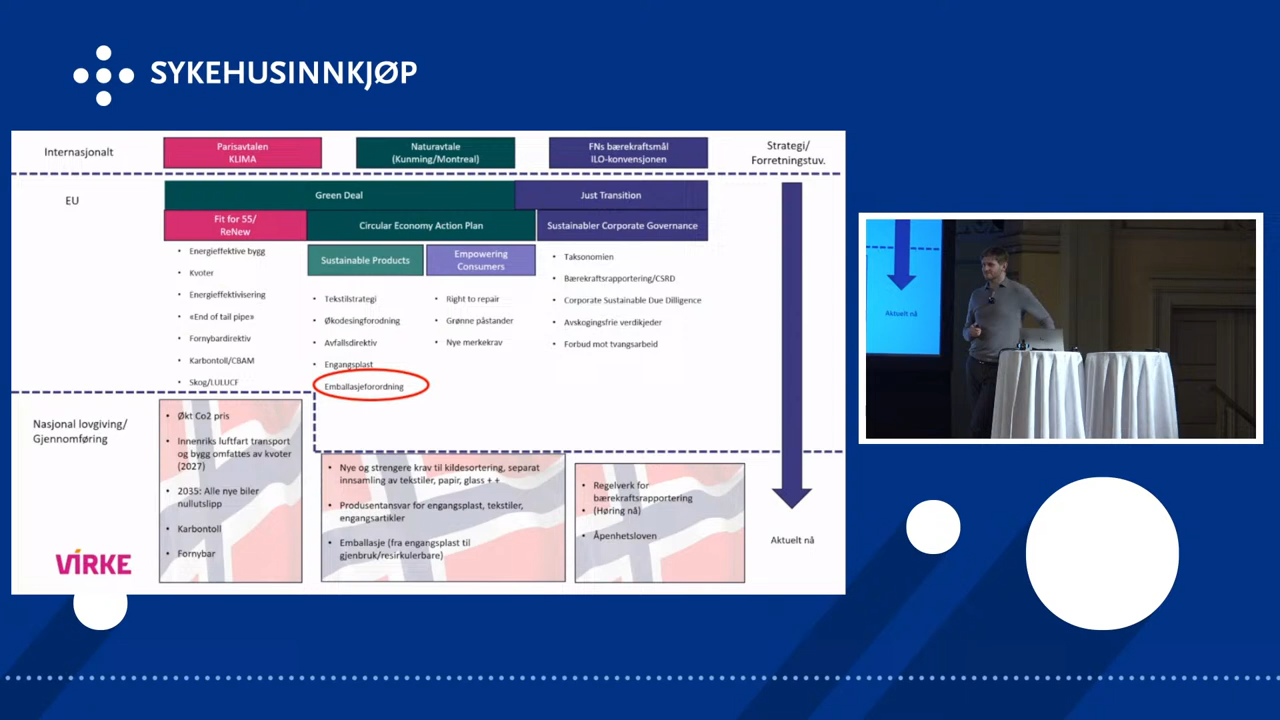 SYKEHUSINNKJØP
Internasjonalt
Parisavtalen
KLIMA
Naturavtale
(Kunming/Montreal)
FNs bærekraftsmål
ILO-konvensjonen
Strategi/
Forretningstuv.
EU
Green Deal
Just Transition
Fit for 55/
ReNew
Circular Economy Action Plan
Sustainabler Corporate Governance
• Energieffektive bygg
• Kvoter
• Energieffektivisering
• «End of tail pipe»
• Fornybardirektiv
• Karbontoll/CBAM
• Skog/LULUCF
Sustainable Products
• Tekstilstrategi
• Økodesingforodning
• Avfallsdirektiv
• Engangsplast
• Emballasjeforordning
Empowering
Consumers
• Right to repair
• Grønne påstander
• Nye merkekrav
• Taksonomien
• Bærekraftsrapportering/CSRD
• Corporate Sustainable Due Dilligence
• Avskogingsfrie verdikjeder
• Forbud mot tvangsarbeid
Nasjonal lovgiving/
Gjennomføring
• Økt Co2 pris
• Innenriks luftfart transport
og bygg omfattes av kvoter
(2027)
• 2035: Alle nye biler
nullutslipp
• Karbontoll
• Fornybar
• Nye og strengere krav til kildesortering, separat
innsamling av tekstiler, papir, glass + +
• Produsentansvar for engangsplast, tekstiler,
engangsartikler
• Emballasje (fra engangsplast til
gjenbruk/resirkulerbare)
• Regelverk for
bærekraftsrapportering
• (Høring nå)
• Åpenhetsloven
Aktuelt nå
VIRKE
Aktuelt nå